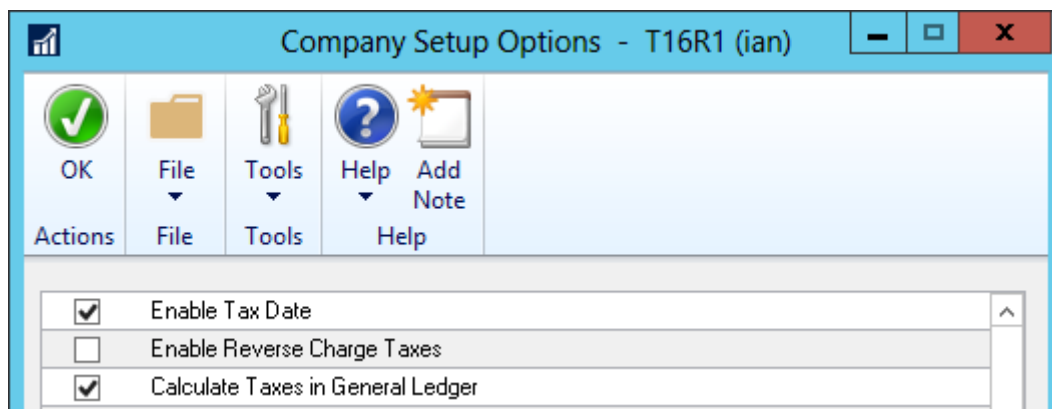 Company Setup Options - T16R1 (ian)
OK
File
Tools
Help
Add Note
Actions
File
Tools
Help
Enable Tax Date
Enable Reverse Charge Taxes
Calculate Taxes in General Ledger